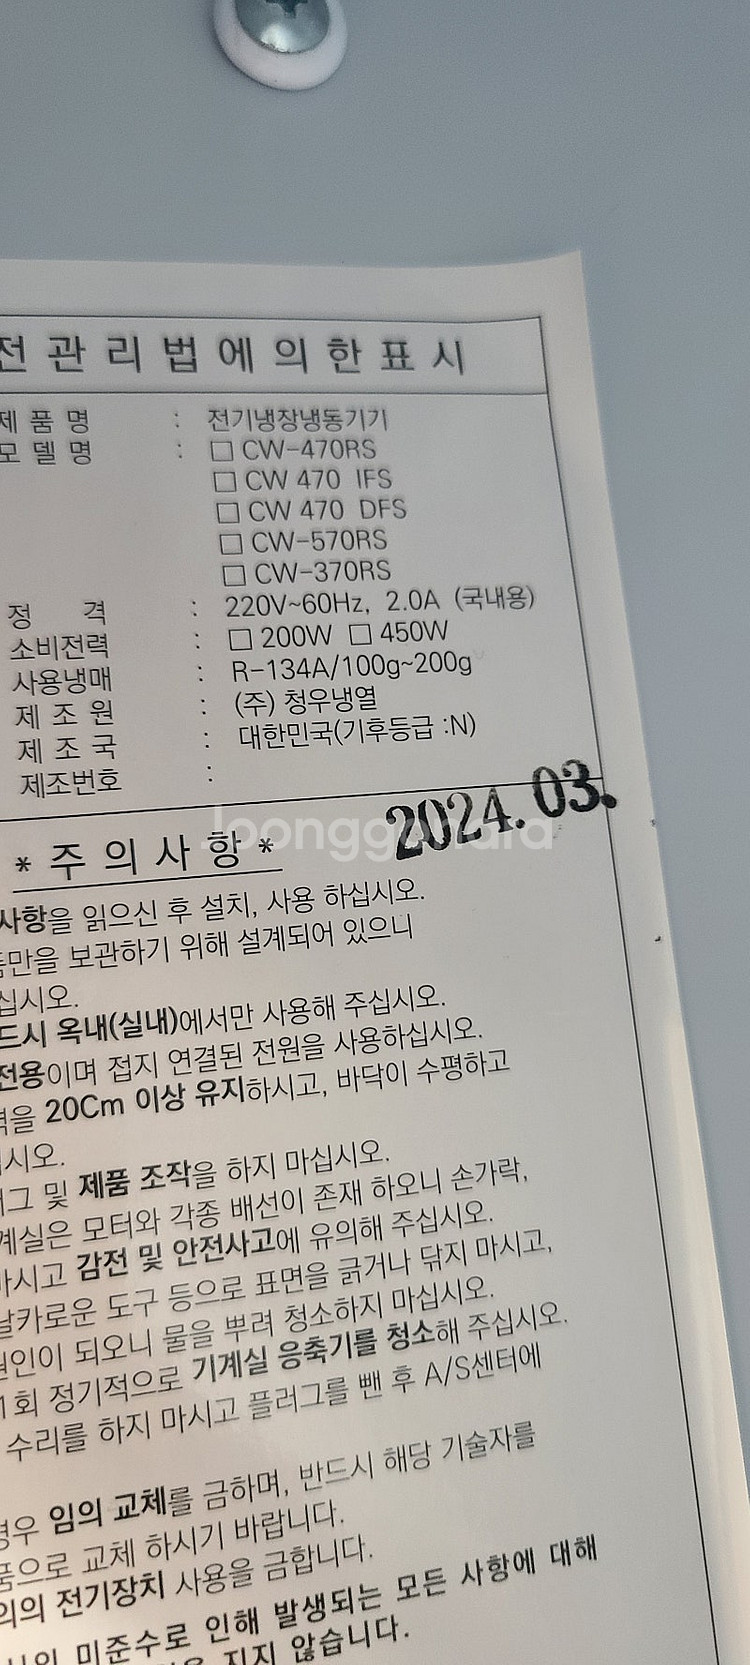 전 관 리 법 에 의 한 표 시
제 품 명 : 전기냉장냉동기기
모 델 명 : □ CW-470RS
□ CW 470 IFS
□ CW 470 DFS
□ CW-570RS
□ CW-370RS
정 격 : 220V~60Hz, 2.0A (국내용)
소비전력 : □ 200W □ 450W
사용냉매 : R-134A/100g~200g
제 조 원 : (주) 청우냉열
제 조 국 : 대한민국(기후등급 :N)
제조번호 :
2024. 03.
Joonggonara
* 주 의 사 항 *
사항을 읽으신 후 설치, 사용 하십시오.
품만을 보관하기 위해 설계되어 있으니
십시오.
드시 옥내(실내)에서만 사용해 주십시오.
전용이며 접지 연결된 전원을 사용하십시오.
격을 20Cm 이상 유지하시고, 바닥이 수평하고
시오.
러그 및 제품 조작을 하지 마십시오.
계실은 모터와 각종 배선이 존재 하오니 손가락,
마시고 감전 및 안전사고에 유의해 주십시오.
날카로운 도구 등으로 표면을 긁거나 닦지 마시고,
원인이 되오니 물을 뿌려 청소하지 마십시오.
1회 정기적으로 기계실 응축기를 청소해 주십시오.
수리를 하지 마시고 플러그를 뺀 후 A/S센터에
경우 임의 교체를 금하며, 반드시 해당 기술자를
품으로 교체 하시기 바랍니다.
의의 전기장치 사용을 금합니다.
미준수로 인해 발생되는 모든 사항에 대해
지지 않습니다.